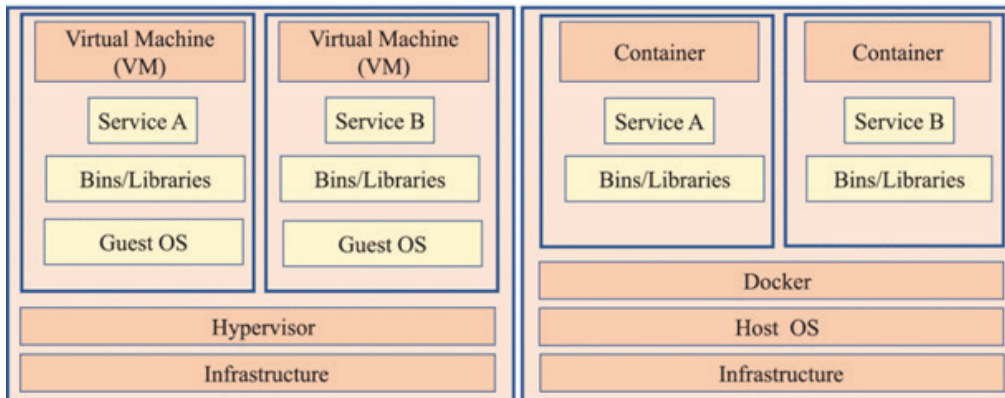 Virtual Machine
(VM)
Service A
Bins/Libraries
Guest OS
Virtual Machine
(VM)
Service B
Bins/Libraries
Guest OS
Hypervisor
Infrastructure
Container
Service A
Bins/Libraries
Container
Service B
Bins/Libraries
Docker
Host OS
Infrastructure